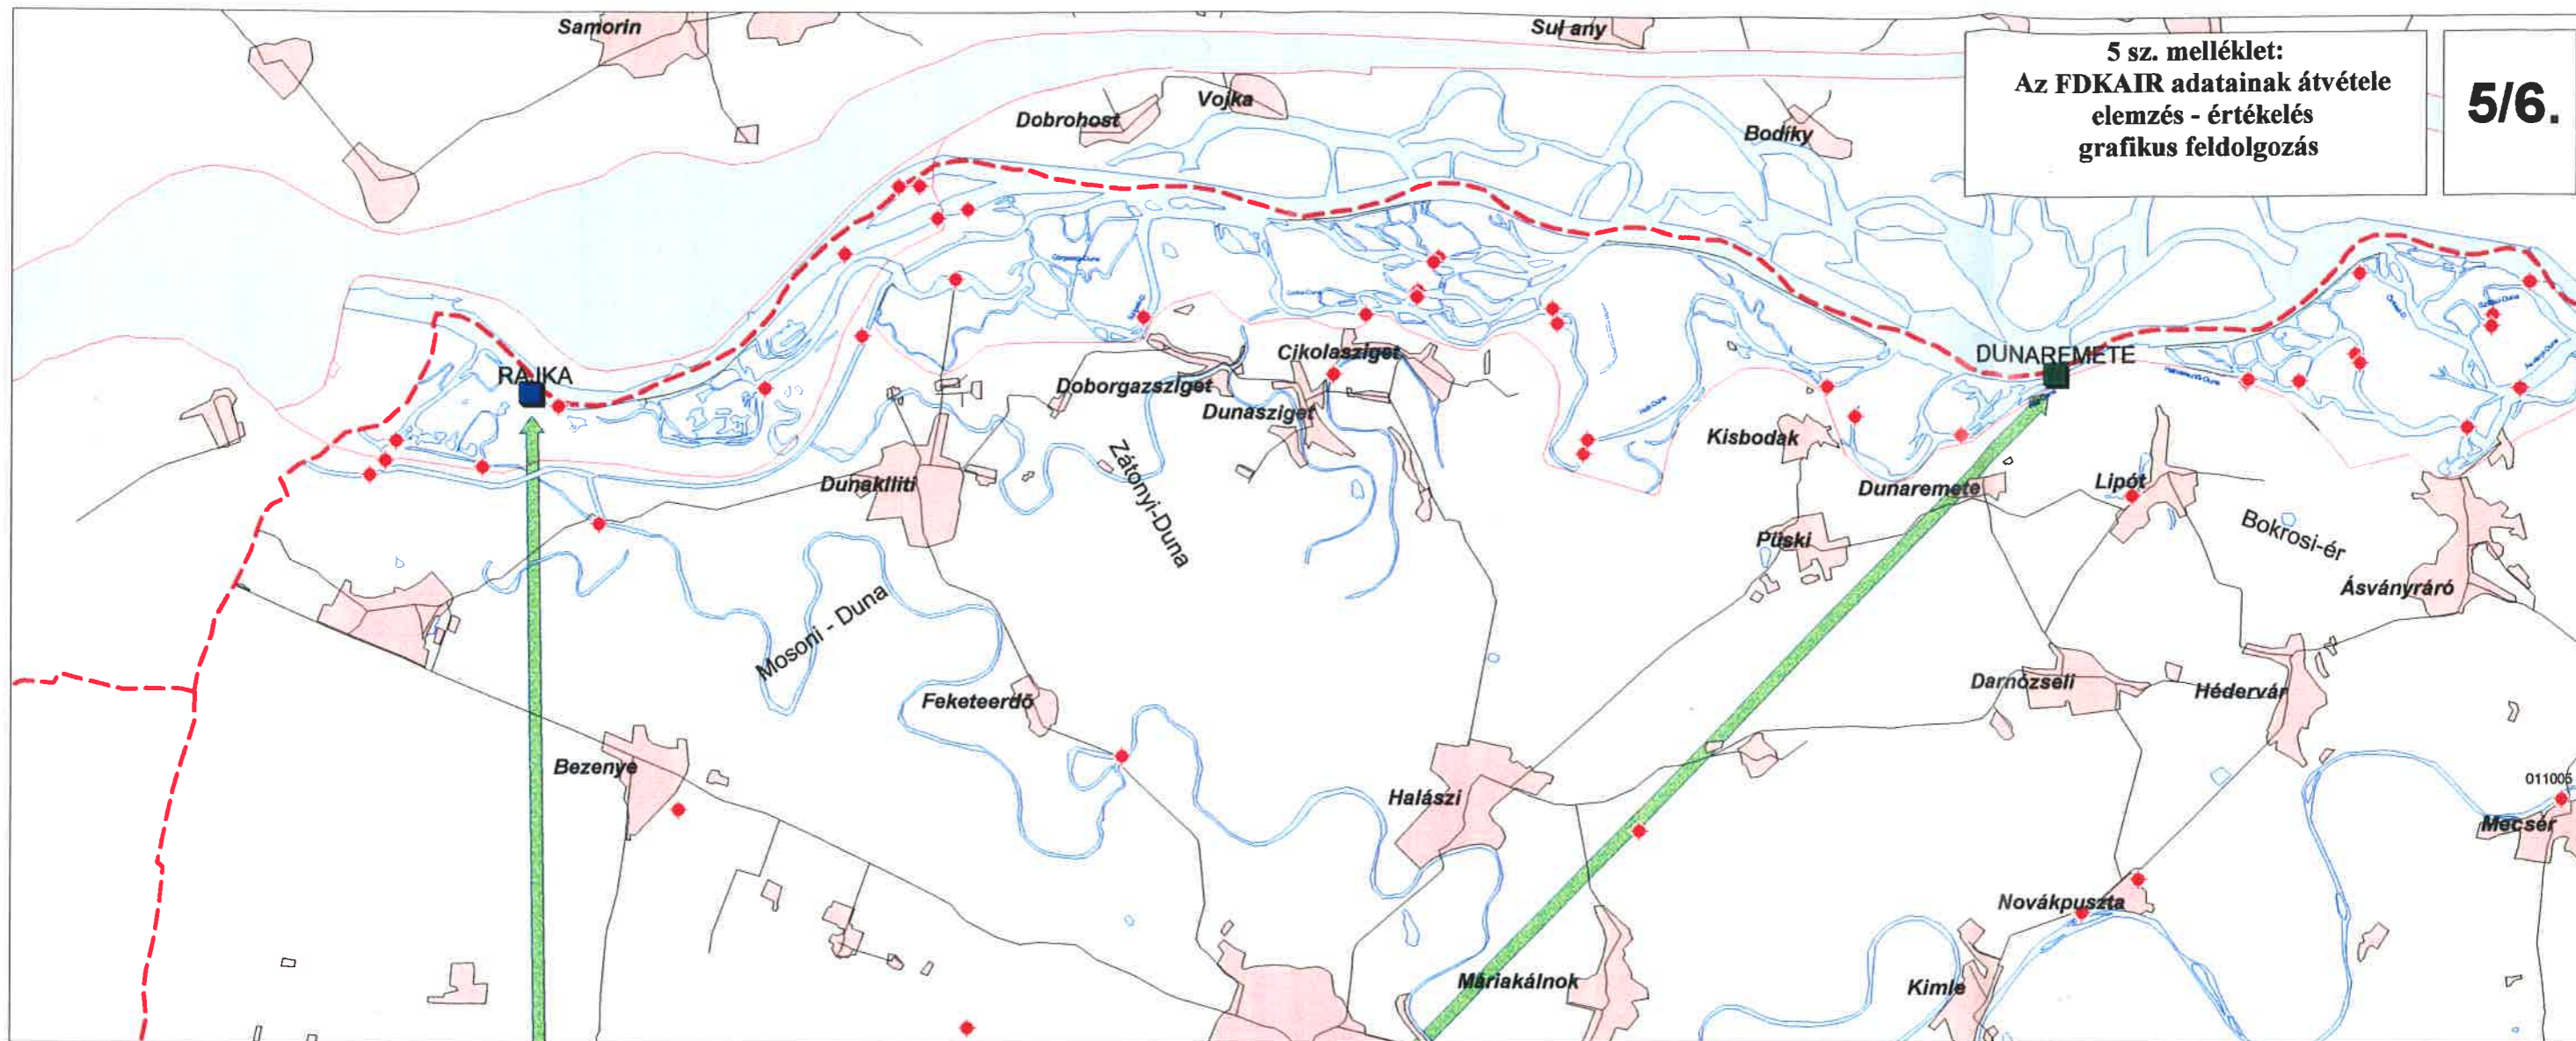 Samorin
Sul any
5 sz. melléklet:
Az FDKAIR adatainak átvétele
elemzés - értékelés
grafikus feldolgozás
5/6.
Vojka
Dobrohost
Bodíky
RAJKA
DUNAREMETE
Cikolasziget
Doborgazsziget
Dunasziget
Kisbodak
Zátonyi-Duna
Dunakiliti
Dunaremete
Lipót
Bokrosi-ér
Püski
Ásványráró
Mosoni - Duna
Feketeerdő
Darnózseli
Hédervár
Bezenye
011005
Halászi
Mecsér
Novákpuszta
Máriakálnok
Kimle